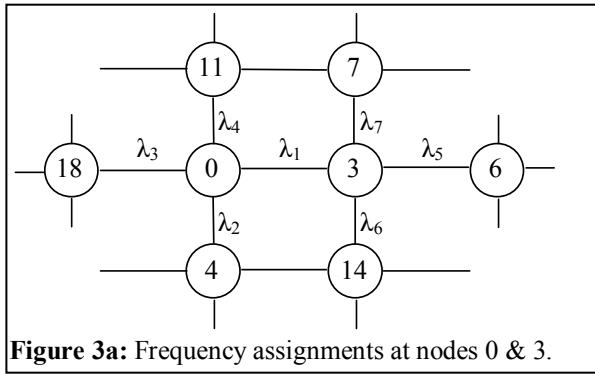 11 7
λ4 λ7
18 λ3 0 λ1 3 λ5 6
λ2 λ6
4 14
Figure 3a: Frequency assignments at nodes 0 & 3.